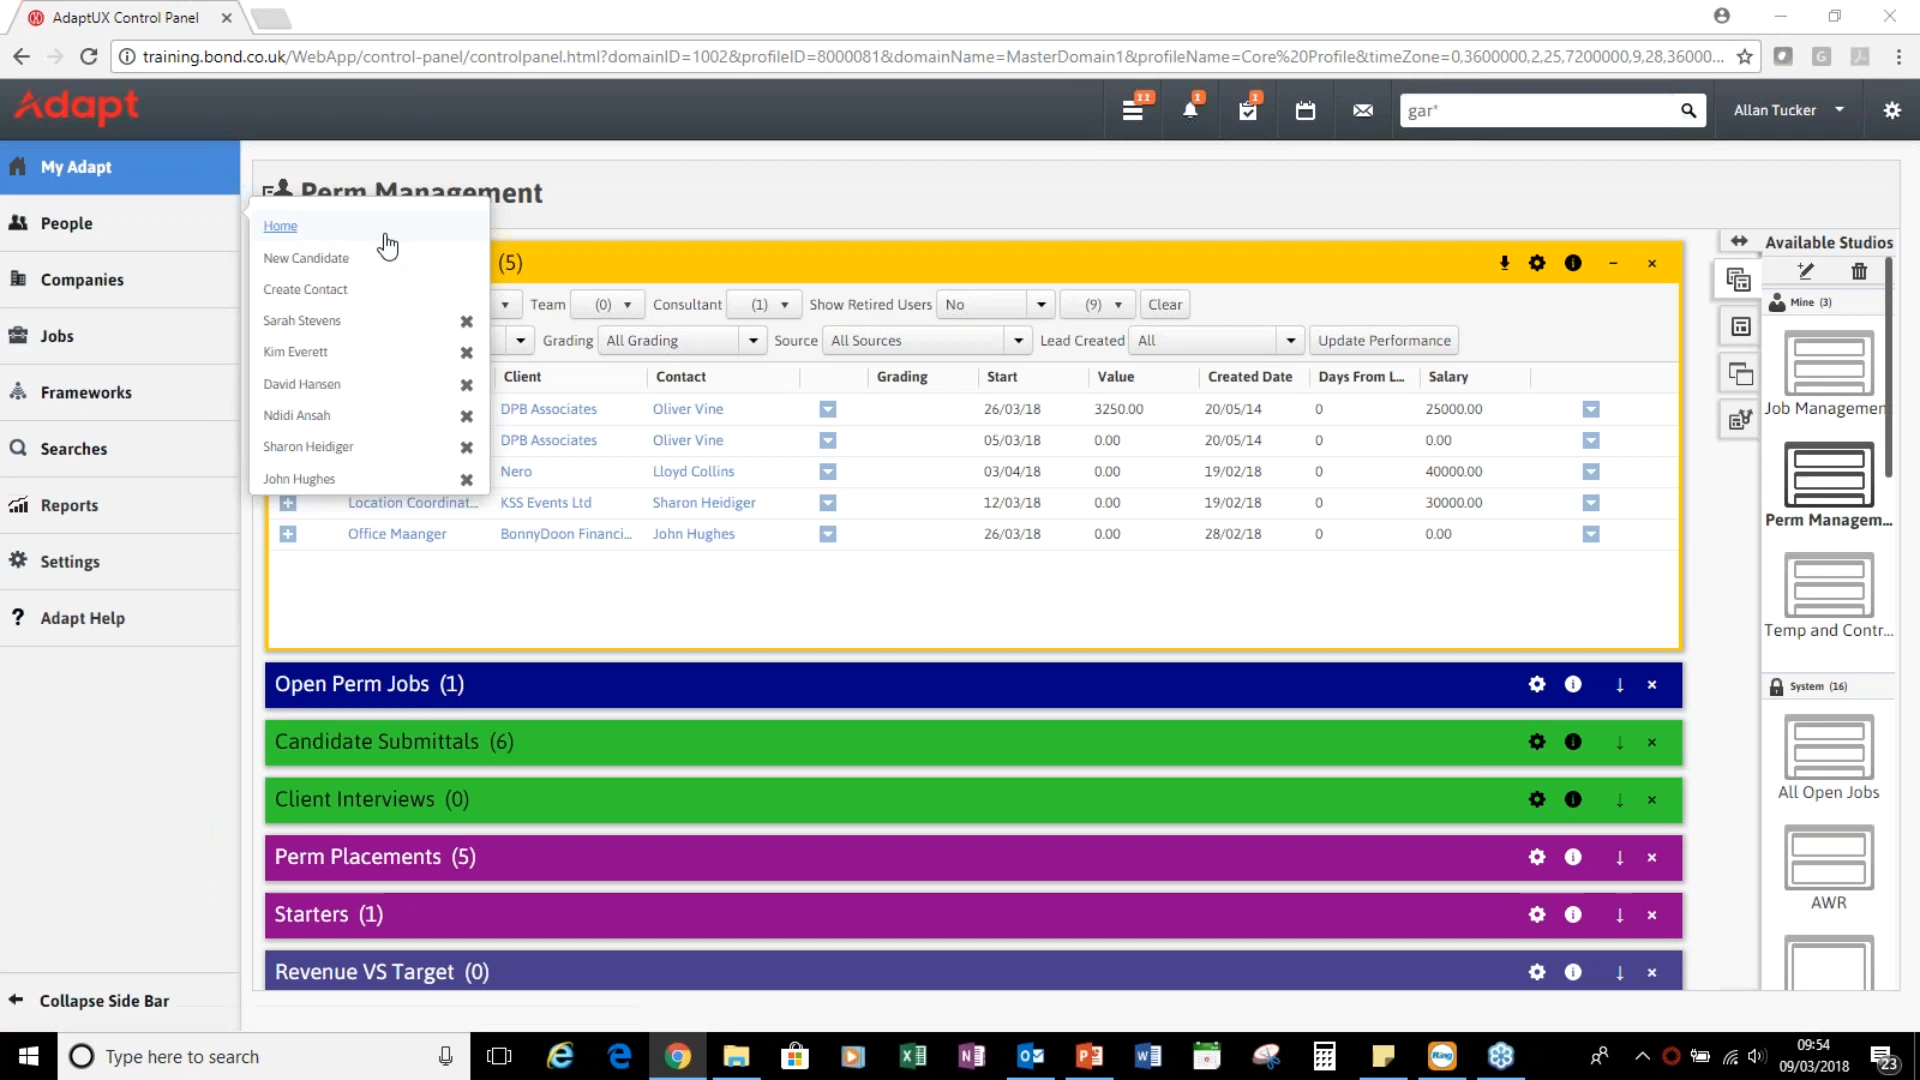 AdaptUX Control Panel
training.bond.co.uk/WebApp/control-panel/controlpanel.html?domainID=1002&profileID=8000081&domainName=MasterDomain1&profileName=Core%20Profile&timeZone=0,3600000,2,25,7200000,9,28,36000...
Adapt
11
1
1
gar*
Allan Tucker
My Adapt
People
Companies
Jobs
Frameworks
Searches
Reports
Settings
Adapt Help
Collapse Side Bar
Perm Management
Home
New Candidate
Create Contact
Sarah Stevens
Kim Everett
David Hansen
Ndidi Ansah
Sharon Heidiger
John Hughes
(5)
Team (0) Consultant (1) Show Retired Users No (9) Clear
Grading All Grading Source All Sources Lead Created All Update Performance
Client Contact Grading Start Value Created Date Days From L... Salary
DPB Associates Oliver Vine 26/03/18 3250.00 20/05/14 0 25000.00
DPB Associates Oliver Vine 05/03/18 0.00 20/05/14 0 0.00
Nero Lloyd Collins 03/04/18 0.00 19/02/18 0 40000.00
Location Coordinat... KSS Events Ltd Sharon Heidiger 12/03/18 0.00 19/02/18 0 30000.00
Office Maanger BonnyDoon Financi... John Hughes 26/03/18 0.00 28/02/18 0 0.00
Open Perm Jobs (1)
Candidate Submittals (6)
Client Interviews (0)
Perm Placements (5)
Starters (1)
Revenue VS Target (0)
Available Studios
Mine (3)
Job Managemen
Perm Managem...
Temp and Contr...
System (16)
All Open Jobs
AWR
Type here to search
Ring
09:54
09/03/2018
23